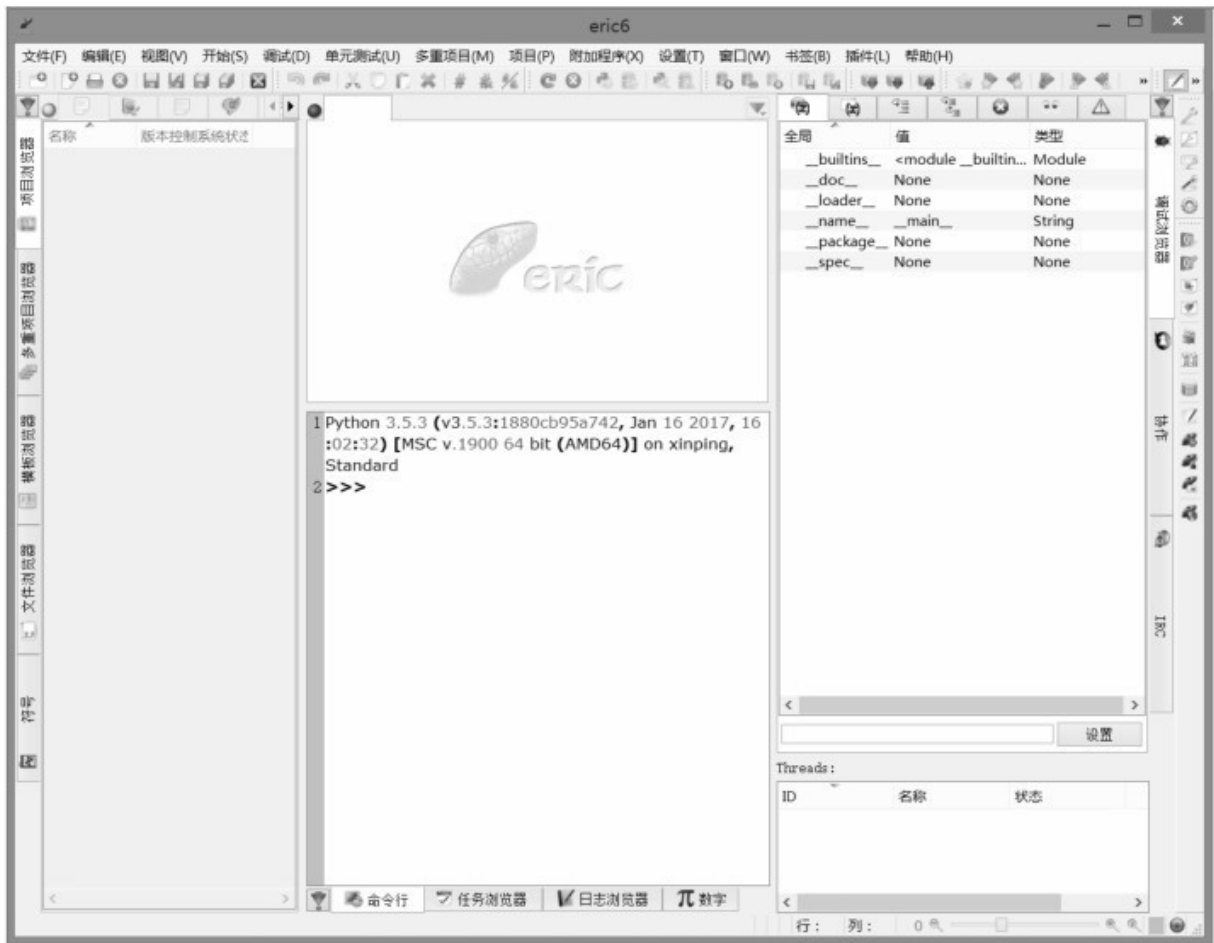 eric6
文件(F) 编辑(E) 视图(V) 开始(S) 调试(D) 单元测试(U) 多重项目(M) 项目(P) 附加程序(X) 设置(T) 窗口(W) 书签(B) 插件(L) 帮助(H)
项目浏览器
多重项目浏览器
模板浏览器
文件浏览器
符号
名称 版本控制系统状态
eric
1 Python 3.5.3 (v3.5.3:1880cb95a742, Jan 16 2017, 16
:02:32) [MSC v.1900 64 bit (AMD64)] on xinping,
Standard
2 >>>
命令行 任务浏览器 日志浏览器 数字
全局 值 类型
__builtins__ <module __builtin... Module
__doc__ None None
__loader__ None None
__name__ __main__ String
__package__ None None
__spec__ None None
设置
Threads:
ID 名称 状态
调试浏览器
协作
IRC
行: 列: 0